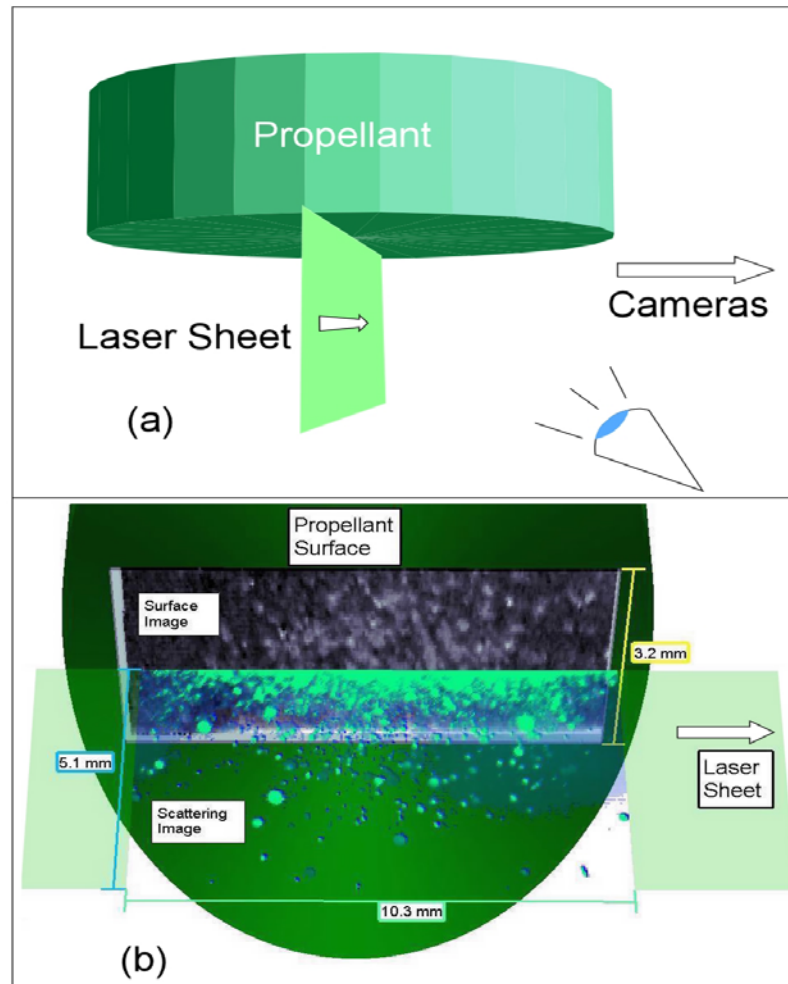 Propellant
Cameras
Laser Sheet
(a)
Propellant
Surface
Surface
Image
3.2 mm
5.1 mm
Laser
Sheet
Scattering
Image
10.3 mm
(b)